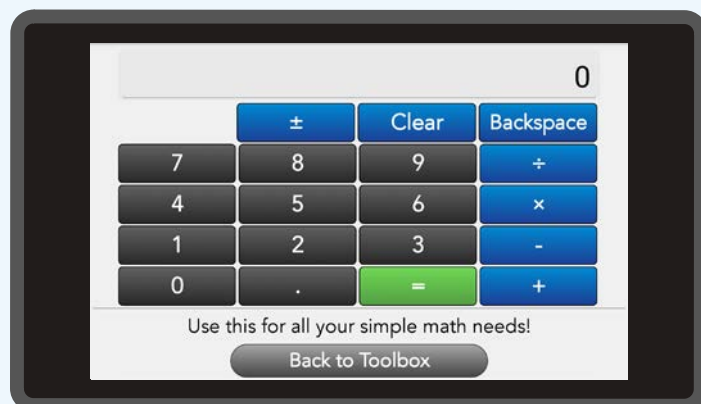 0
± Clear Backspace
7 8 9 ÷
4 5 6 ×
1 2 3 -
0 . = +
Use this for all your simple math needs!
Back to Toolbox